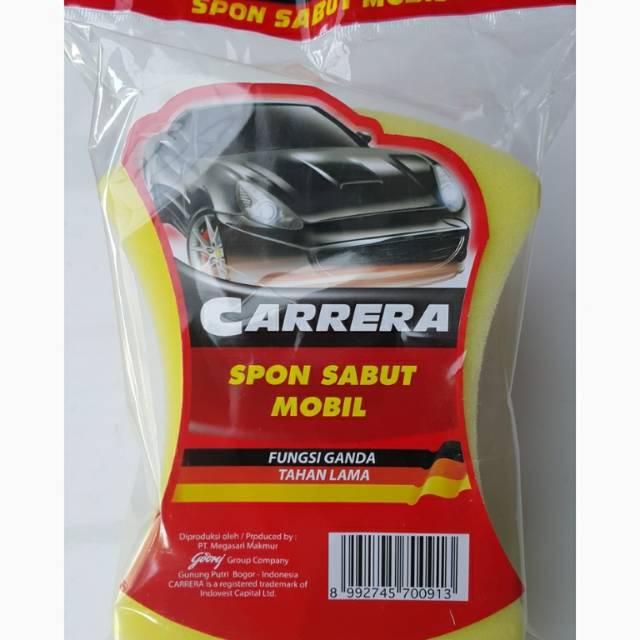 SPON SABUT MOBIL
CARRERA
SPON SABUT
MOBIL
FUNGSI GANDA
TAHAN LAMA
Diproduksi oleh / Produced by :
PT. Megasari Makmur
Godrej Group Company
Gunung Putri Bogor - Indonesia
CARRERA is a registered trademark of
Indovest Capital Ltd.
8 992745 700913